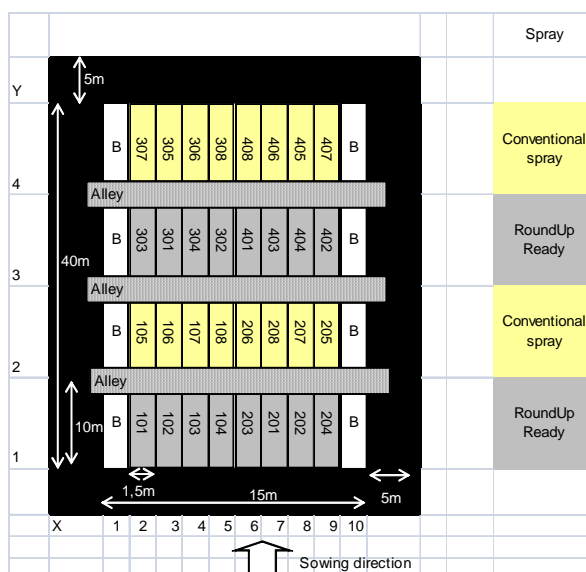 Spray
5m
Y
B 307 305 306 308 408 406 405 407 B
Conventional
spray
4
Alley
B 303 301 304 302 401 403 404 402 B
RoundUp
Ready
40m
3
Alley
B 105 106 107 108 206 208 207 205 B
Conventional
spray
2
Alley
B 101 102 103 104 203 201 202 204 B
RoundUp
Ready
10m
1
1,5m 15m 5m
X 1 2 3 4 5 6 7 8 9 10
Sowing direction